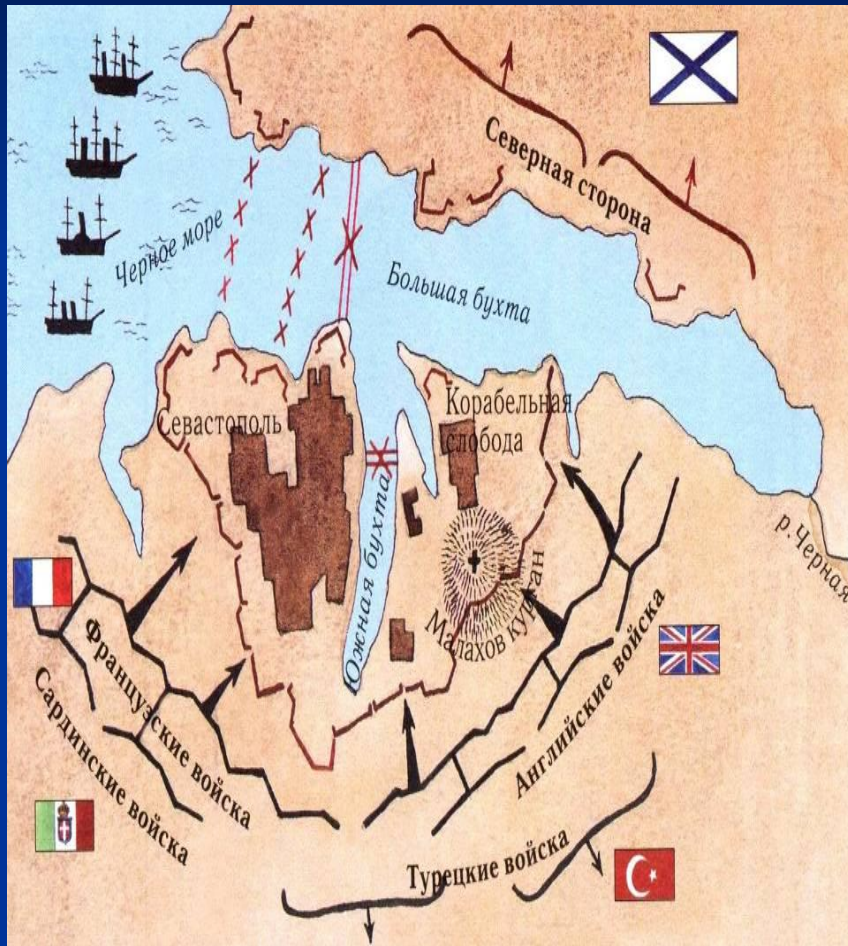 Северная сторона
Черное море
Большая бухта
Севастополь
Корабельная
слобода
Южная бухта
Малахов курган
р. Черная
Французские войска
Сардинские войска
Английские войска
Турецкие войска